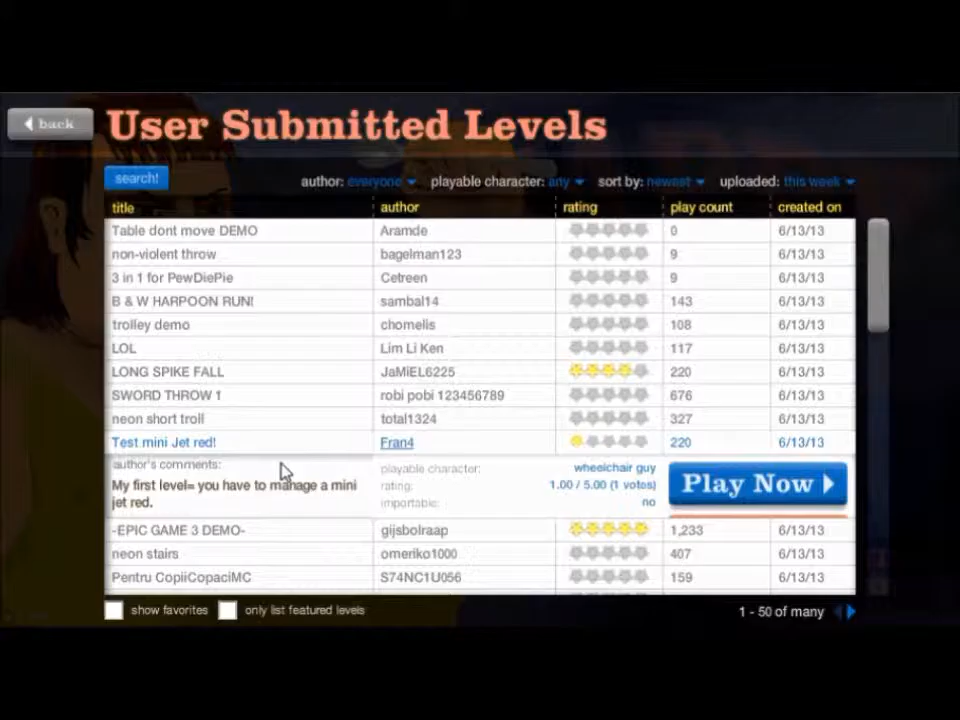 back
User Submitted Levels
search!
author: everyone playable character: any sort by: newest uploaded: this week
title author rating play count created on
Table dont move DEMO Aramde 0 6/13/13
non-violent throw bagelman123 9 6/13/13
3 in 1 for PewDiePie Cetreen 9 6/13/13
B & W HARPOON RUN! sambal14 143 6/13/13
trolley demo chomelis 108 6/13/13
LOL Lim Li Ken 117 6/13/13
LONG SPIKE FALL JaMiEL6225 220 6/13/13
SWORD THROW 1 robi pobi 123456789 676 6/13/13
neon short troll total1324 327 6/13/13
Test mini Jet red! Fran4 220 6/13/13
author's comments:
My first level= you have to manage a mini
jet red.
playable character: wheelchair guy
rating: 1.00 / 5.00 (1 votes)
importable: no
Play Now
-EPIC GAME 3 DEMO- gijsbolraap 1,233 6/13/13
neon stairs omeriko1000 407 6/13/13
Pentru CopiiCopaciMC S74NC1U056 159 6/13/13
show favorites only list featured levels 1 - 50 of many